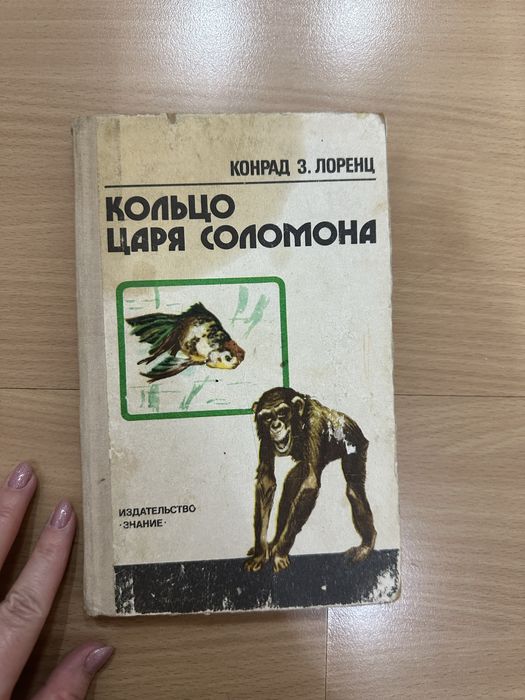 КОНРАД З. ЛОРЕНЦ
КОЛЬЦО
ЦАРЯ СОЛОМОНА
ИЗДАТЕЛЬСТВО
·ЗНАНИЕ·